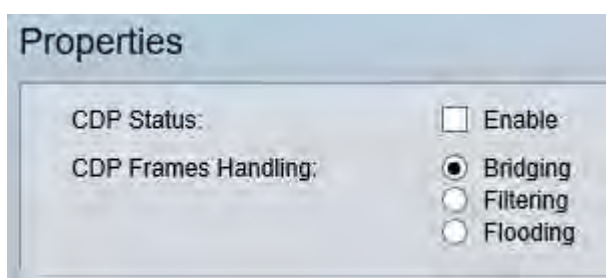 Properties
CDP Status: Enable
CDP Frames Handling: Bridging
Filtering
Flooding